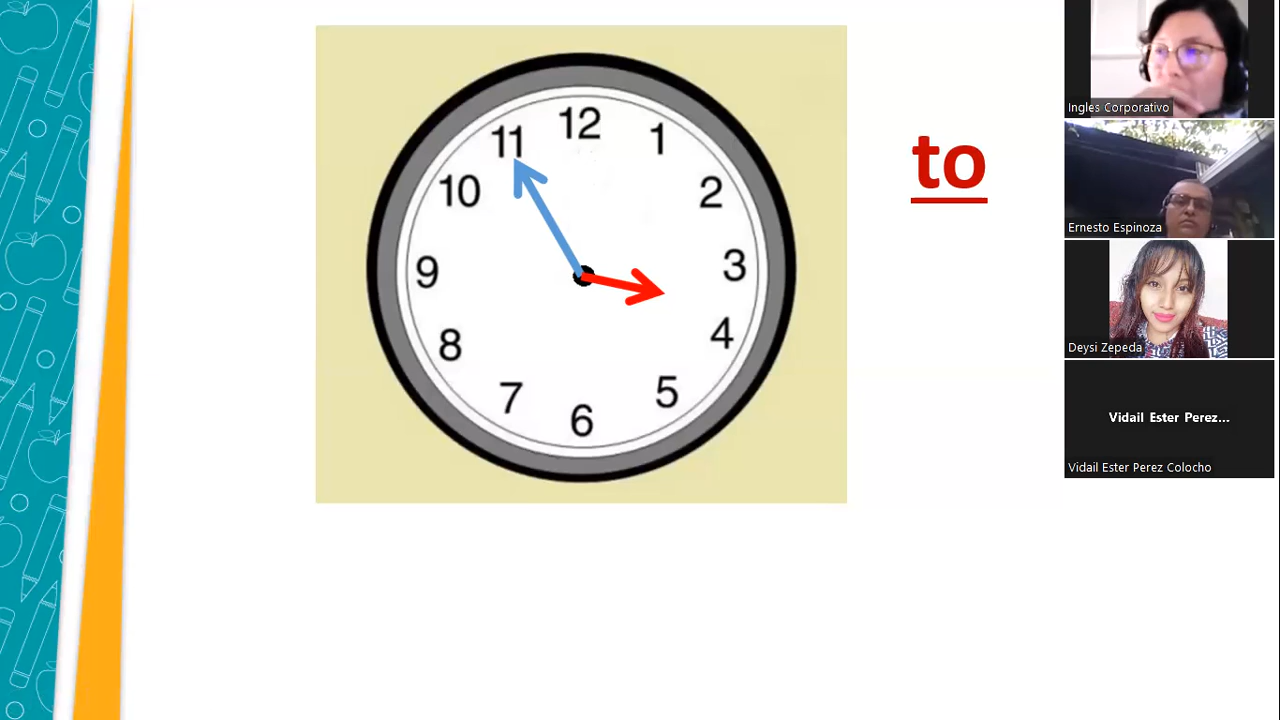 12
11
1
10
2
9
3
8
4
7
5
6
to
Ingles Corporativo
Ernesto Espinoza
Deysi Zepeda
Vidail Ester Perez...
Vidail Ester Perez Colocho